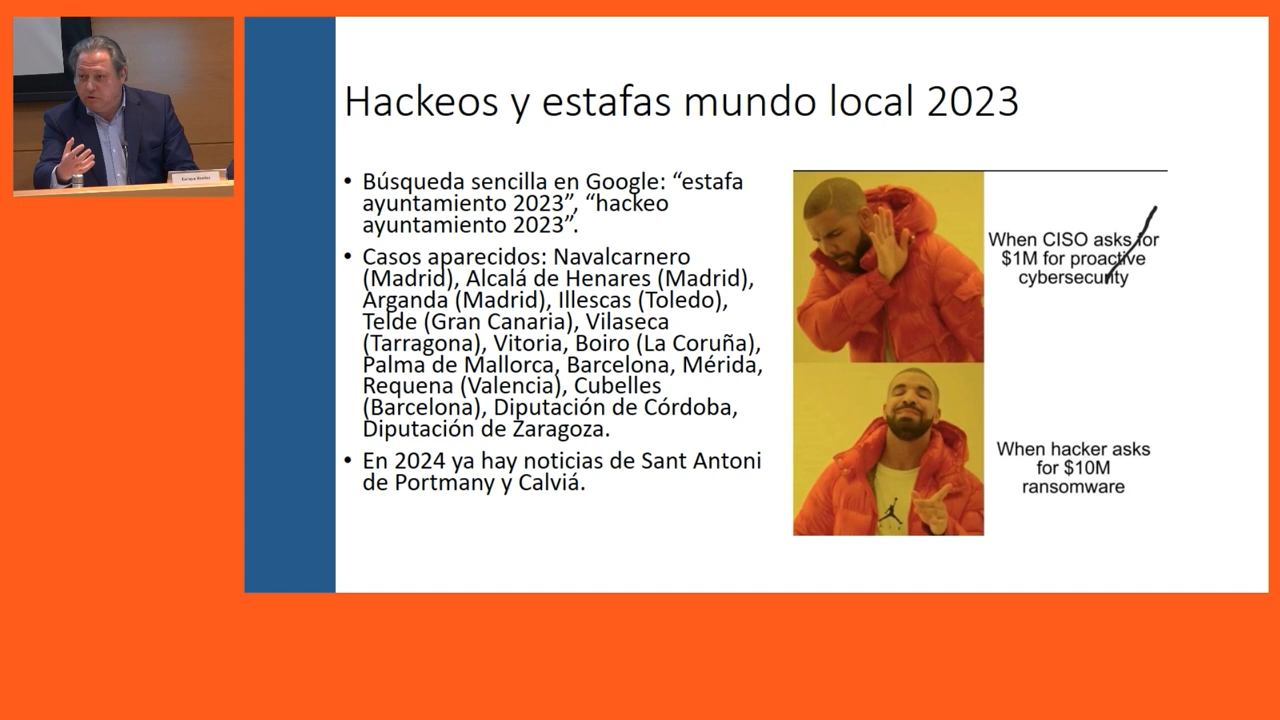 Hackeos y estafas mundo local 2023
• Búsqueda sencilla en Google: “estafa
ayuntamiento 2023”, “hackeo
ayuntamiento 2023”.
• Casos aparecidos: Navalcarnero
(Madrid), Alcalá de Henares (Madrid),
Arganda (Madrid), Illescas (Toledo),
Telde (Gran Canaria), Vilaseca
(Tarragona), Vitoria, Boiro (La Coruña),
Palma de Mallorca, Barcelona, Mérida,
Requena (Valencia), Cubelles
(Barcelona), Diputación de Córdoba,
Diputación de Zaragoza.
• En 2024 ya hay noticias de Sant Antoni
de Portmany y Calviá.
When CISO asks for
$1M for proactive
cybersecurity
When hacker asks
for $10M
ransomware